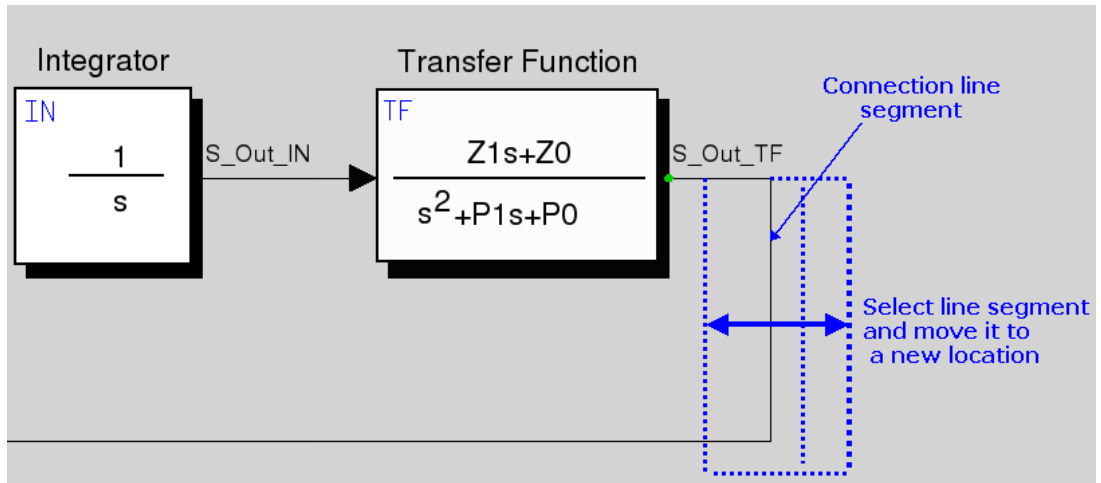 Integrator
Transfer Function
Connection line
segment
IN
1
s
S_Out_IN
TF
Z1s+Z0
s²+P1s+P0
S_Out_TF
Select line segment
and move it to
a new location